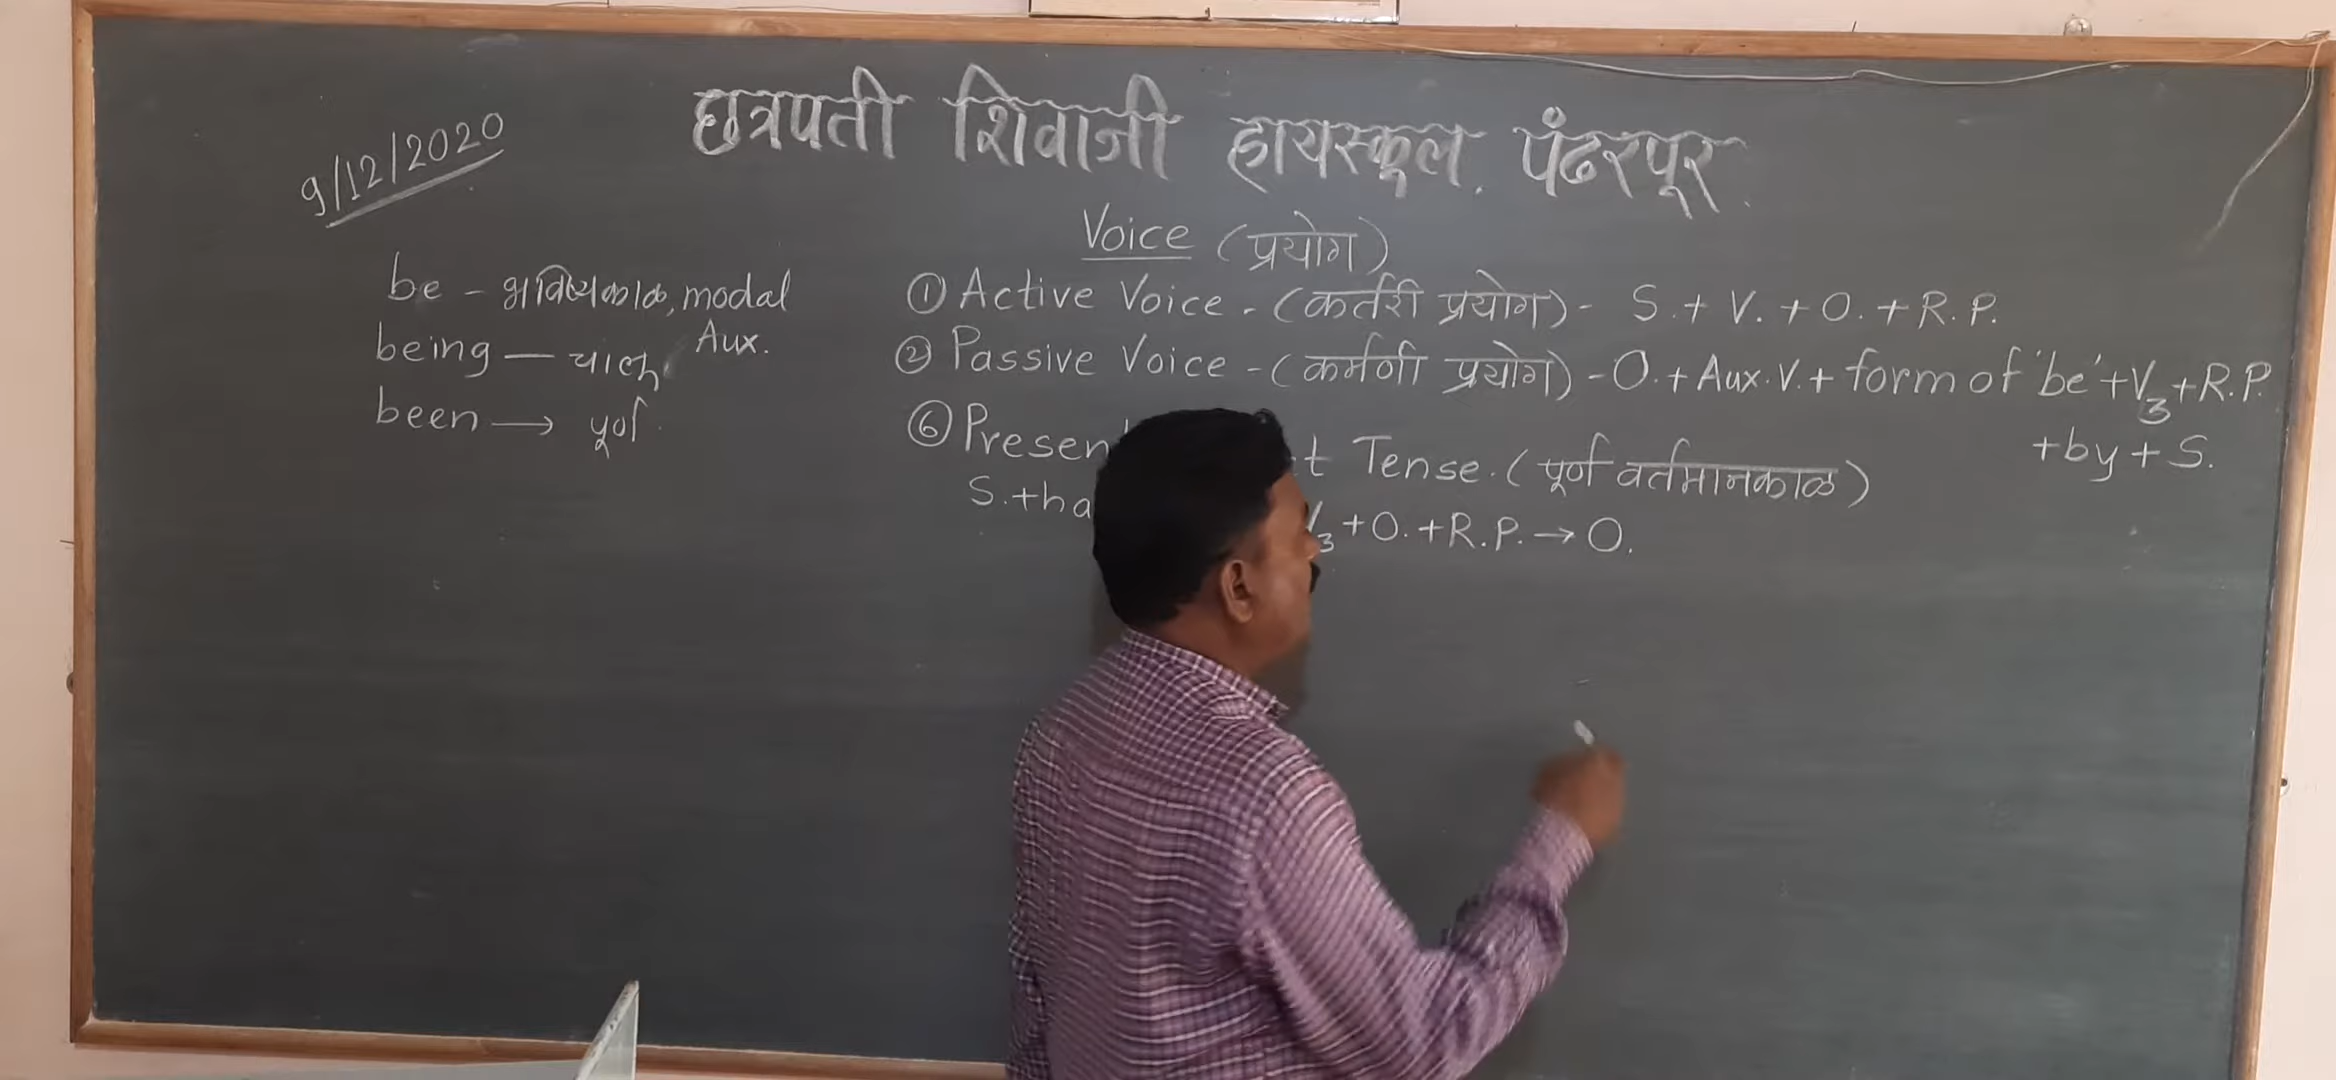 छत्रपती शिवाजी हायस्कूल, पंढरपूर.
9/12/2020
Voice (प्रयोग)
be - भविष्यकाळ, modal
Aux.
being — चालू
been → पूर्ण
① Active Voice - (कर्तरी प्रयोग) - S. + V. + O. + R. P.
② Passive Voice - (कर्मणी प्रयोग) - O. + Aux. V. + form of 'be' + V3 + R.P.
+ by + S.
⑥ Presen t Tense. (पूर्ण वर्तमानकाळ)
S. + ha 3 + O. + R. P. → O.